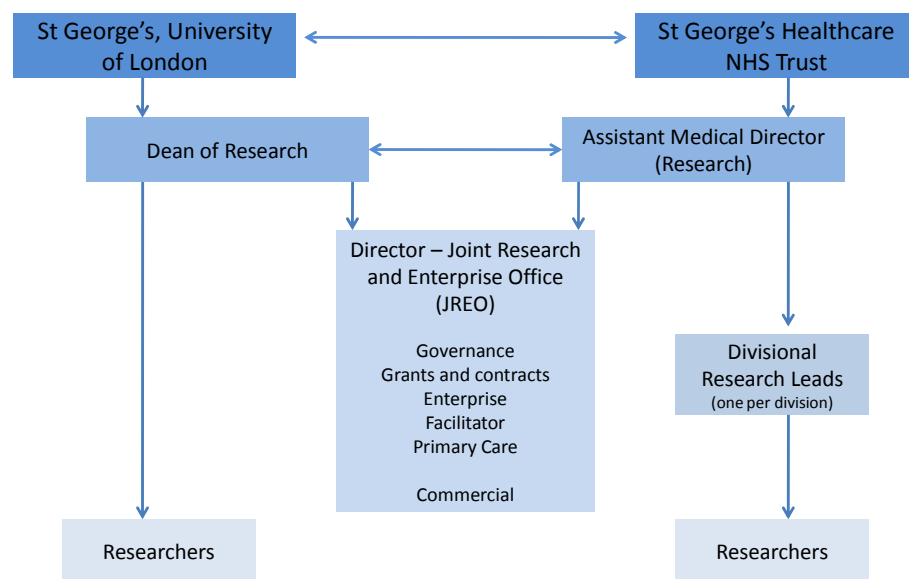 St George’s, University
of London
St George’s Healthcare
NHS Trust
Dean of Research
Assistant Medical Director
(Research)
Director – Joint Research
and Enterprise Office
(JREO)
Governance
Grants and contracts
Enterprise
Facilitator
Primary Care
Commercial
Divisional
Research Leads
(one per division)
Researchers
Researchers